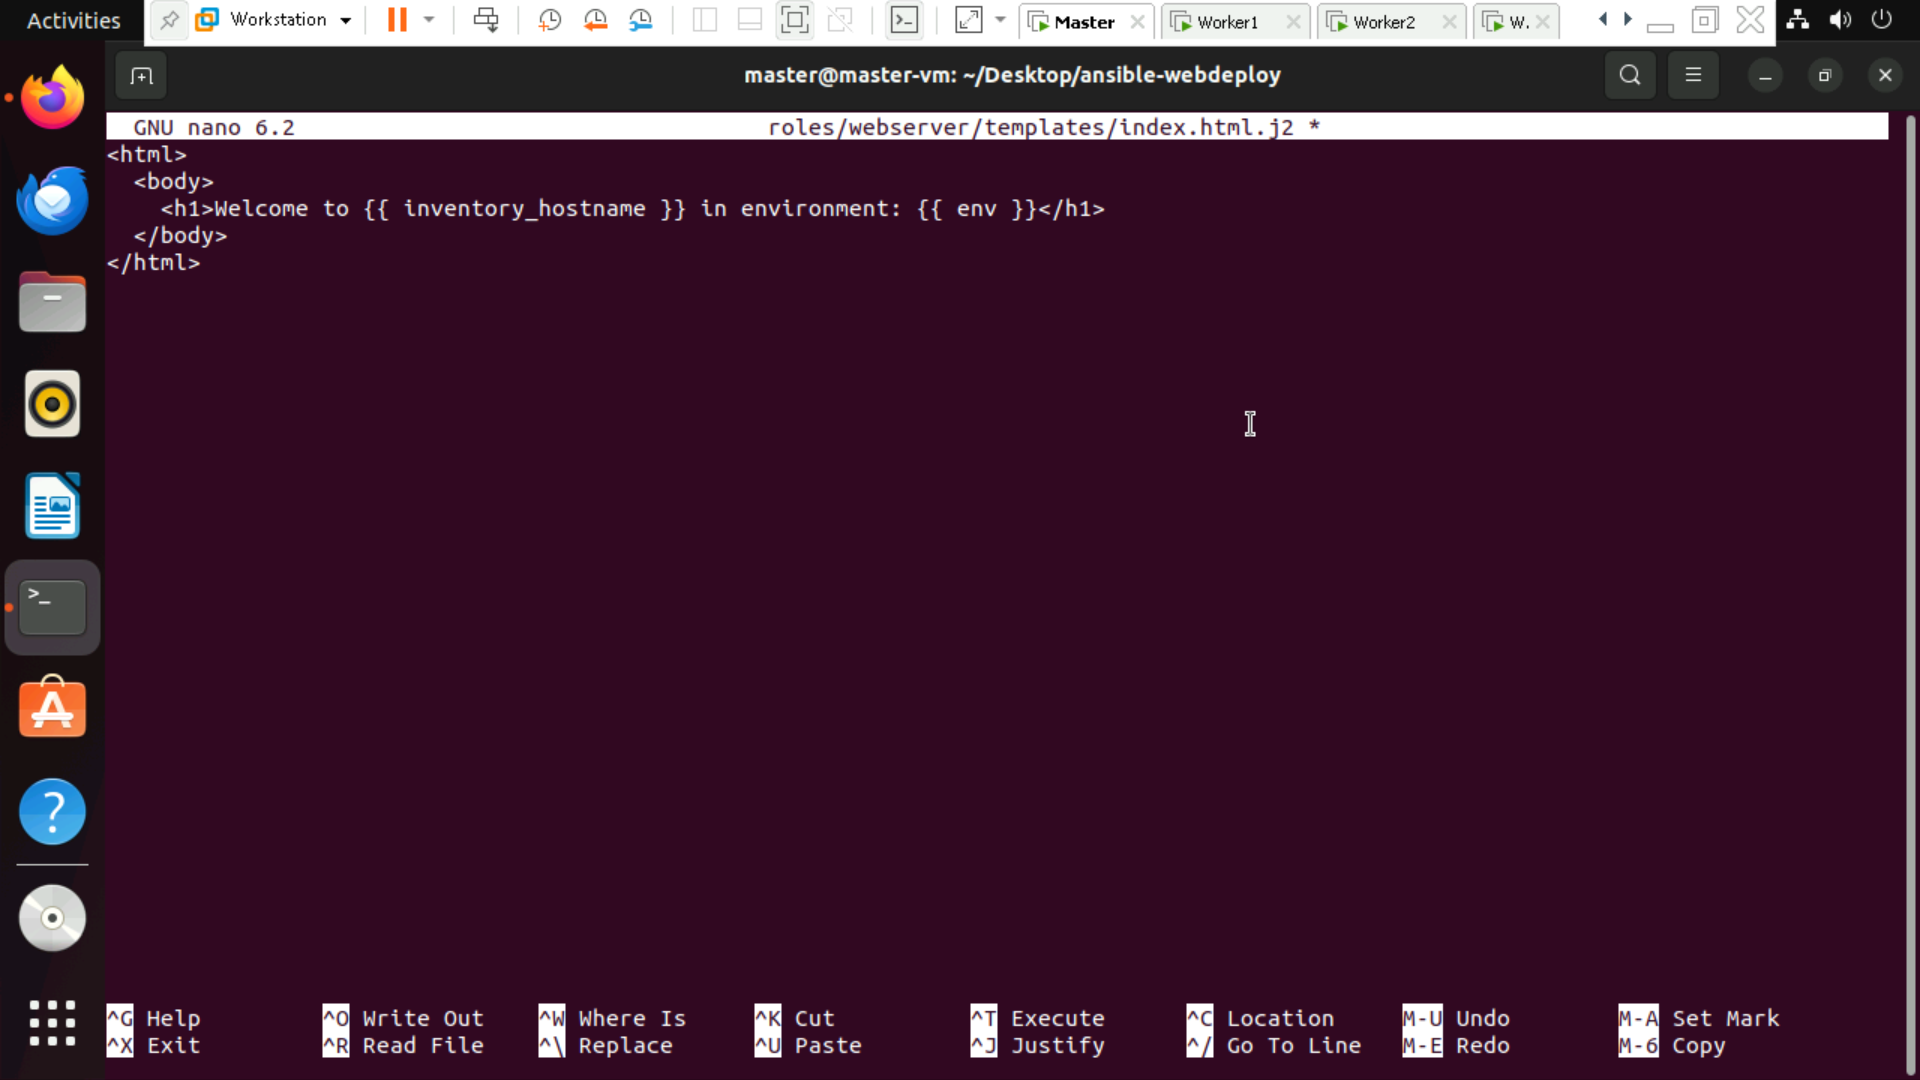 Activities Workstation Master Worker1 Worker2 W.
master@master-vm: ~/Desktop/ansible-webdeploy
GNU nano 6.2 roles/webserver/templates/index.html.j2 *
<html>
  <body>
    <h1>Welcome to {{ inventory_hostname }} in environment: {{ env }}</h1>
  </body>
</html>
^G Help ^O Write Out ^W Where Is ^K Cut ^T Execute ^C Location M-U Undo M-A Set Mark
^X Exit ^R Read File ^\ Replace ^U Paste ^J Justify ^/ Go To Line M-E Redo M-6 Copy